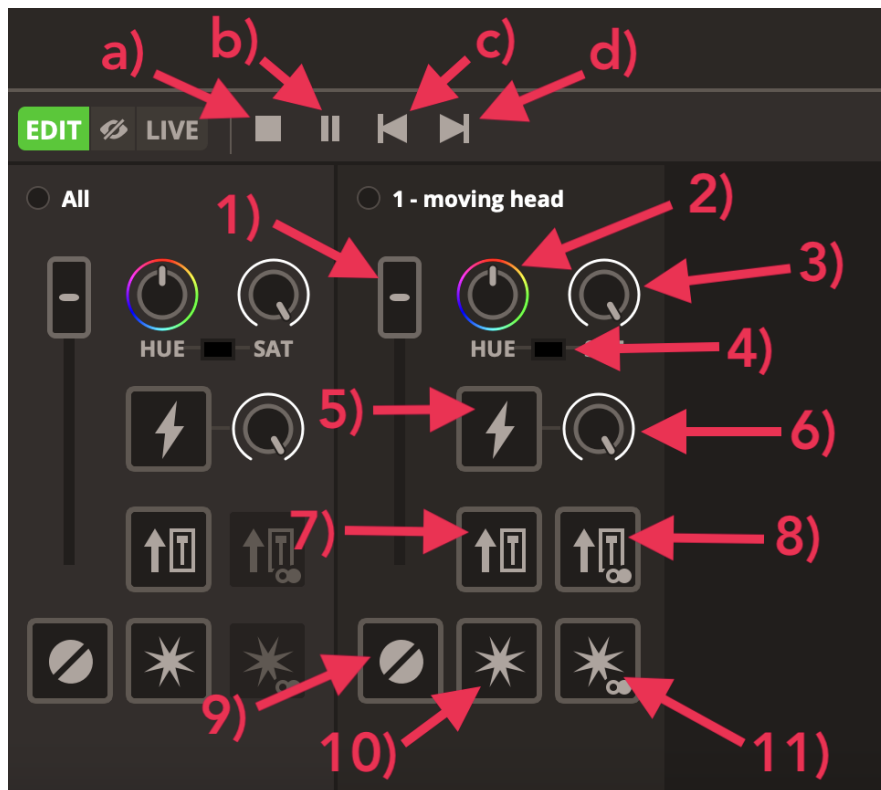 a)
b)
c)
d)
EDIT LIVE
All
1 - moving head
1)
2)
3)
HUE SAT
HUE
4)
5)
6)
7)
8)
9)
10)
11)